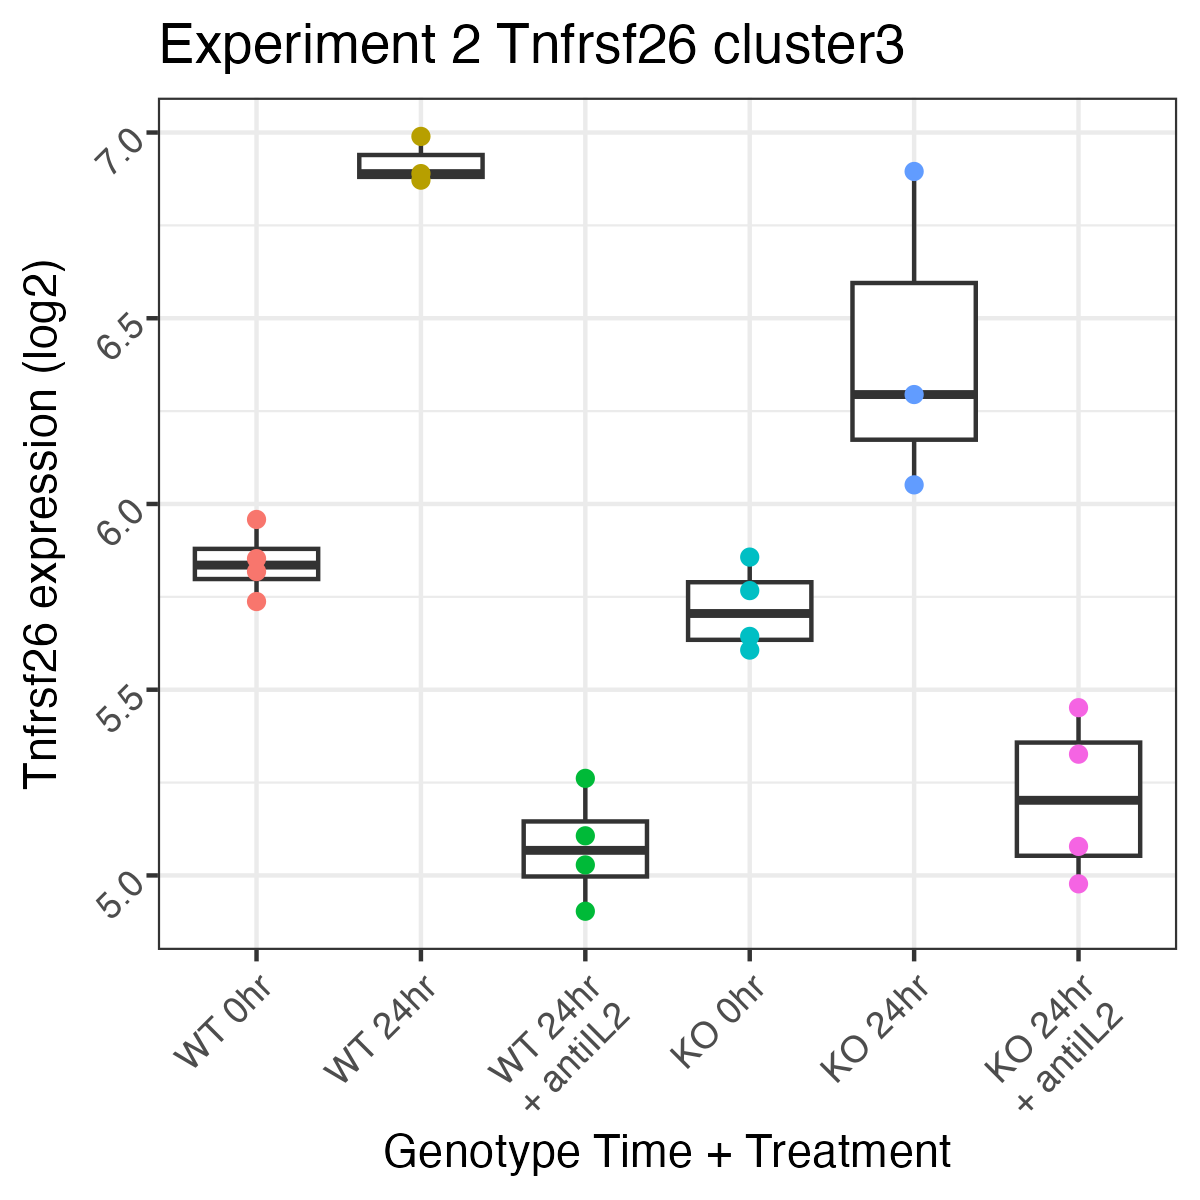 Experiment 2 Tnfrsf26 cluster3
Tnfrsf26 expression (log2)
7.0
6.5
6.0
5.5
5.0
WT 0hr
WT 24hr
WT 24hr
+ antiIL2
KO 0hr
KO 24hr
KO 24hr
+ antiIL2
Genotype Time + Treatment